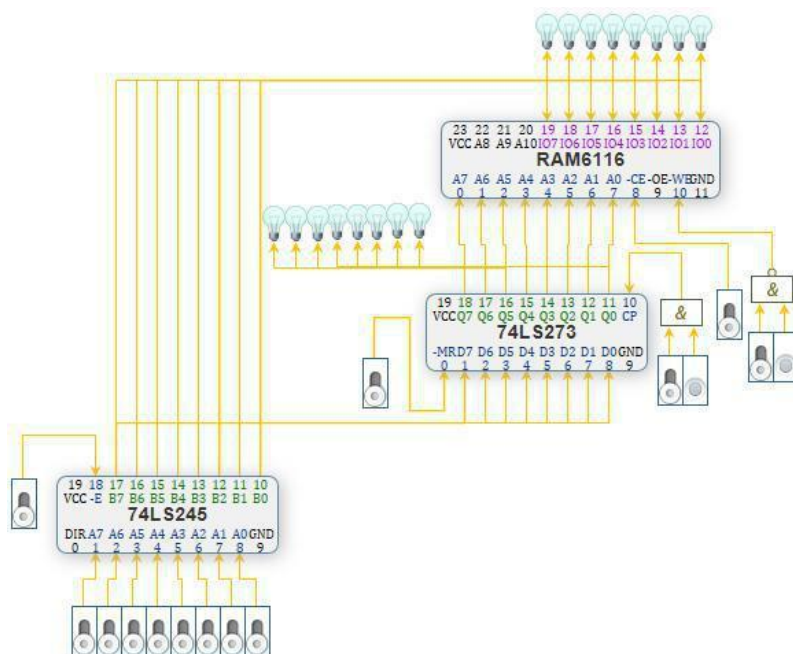 23 22 21 20 19 18 17 16 15 14 13 12
VCC A8 A9 A10 IO7 IO6 IO5 IO4 IO3 IO2 IO1 IO0
RAM6116
A7 A6 A5 A4 A3 A2 A1 A0 -CE -OE -WE GND
0 1 2 3 4 5 6 7 8 9 10 11
&
&
19 18 17 16 15 14 13 12 11 10
VCC Q7 Q6 Q5 Q4 Q3 Q2 Q1 Q0 CP
74LS273
-MR D7 D6 D5 D4 D3 D2 D1 D0 GND
0 1 2 3 4 5 6 7 8 9
19 18 17 16 15 14 13 12 11 10
VCC -E B7 B6 B5 B4 B3 B2 B1 B0
74LS245
DIR A7 A6 A5 A4 A3 A2 A1 A0 GND
0 1 2 3 4 5 6 7 8 9